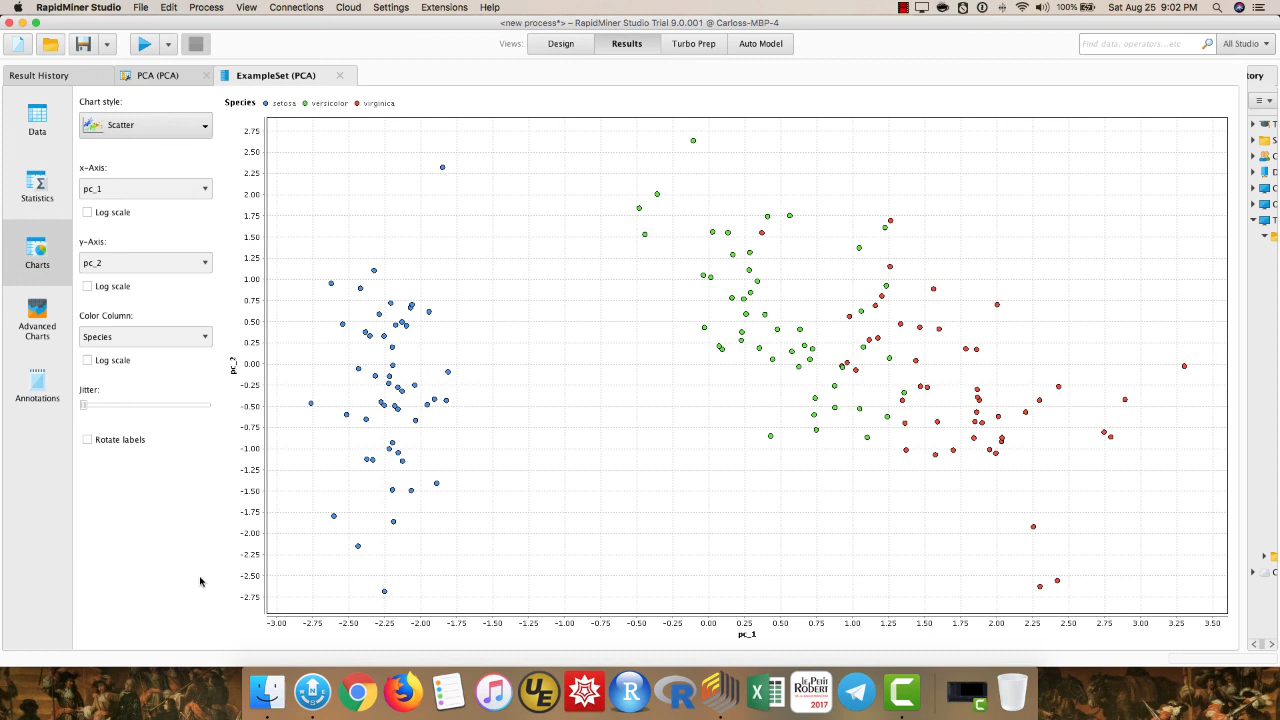 RapidMiner Studio File Edit Process View Connections Cloud Settings Extensions Help 100% Sat Aug 25 9:02 PM
<new process*> – RapidMiner Studio Trial 9.0.001 @ Carloss-MBP-4
Views: Design Results Turbo Prep Auto Model Find data, operators...etc All Studio
Result History PCA (PCA) ExampleSet (PCA) ory
Data
Statistics
Charts
Advanced
Charts
Annotations
Chart style:
Scatter
x-Axis:
pc_1
Log scale
y-Axis:
pc_2
Log scale
Color Column:
Species
Log scale
Jitter:
Rotate labels
Species setosa versicolor virginica
2.75
2.50
2.25
2.00
1.75
1.50
1.25
1.00
0.75
0.50
0.25
0.00
-0.25
-0.50
-0.75
-1.00
-1.25
-1.50
-1.75
-2.00
-2.25
-2.50
-2.75
pc_2
-3.00 -2.75 -2.50 -2.25 -2.00 -1.75 -1.50 -1.25 -1.00 -0.75 -0.50 -0.25 0.00 0.25 0.50 0.75 1.00 1.25 1.50 1.75 2.00 2.25 2.50 2.75 3.00 3.25 3.50
pc_1
T
S
C
D
C
C
T
C
UE
R
R
LE PETIT
ROBERT
2017
C